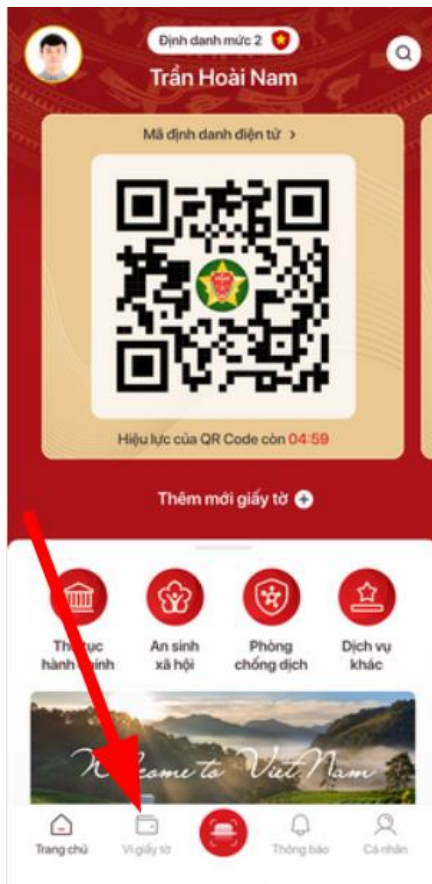 Định danh mức 2
Trần Hoài Nam
Mã định danh điện tử >
Hiệu lực của QR Code còn 04:59
Thêm mới giấy tờ
An sinh
xã hội
Phòng
chống dịch
Dịch vụ
khác
Thủ tục
hành chính
Welcome to Việt Nam
Trang chủ
Ví giấy tờ
Thông báo
Cá nhân